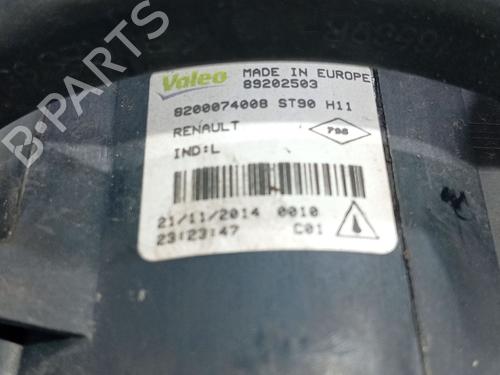 Valeo MADE IN EUROPE
89202503
8200074008 ST90 H11
RENAULT
IND:L
21/11/2014 0010
23:23:47 C01
B-PARTS